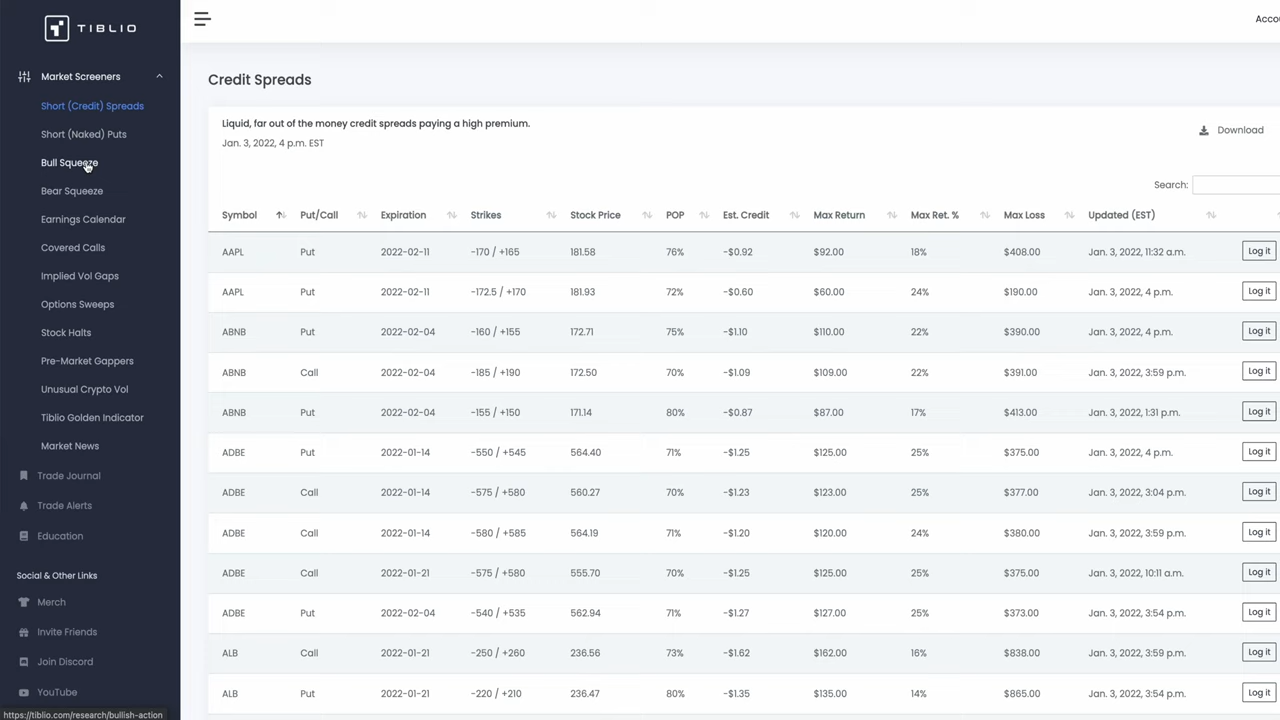 TIBLIO
Accou
Market Screeners
Short (Credit) Spreads
Short (Naked) Puts
Bull Squeeze
Bear Squeeze
Earnings Calendar
Covered Calls
Implied Vol Gaps
Options Sweeps
Stock Halts
Pre-Market Gappers
Unusual Crypto Vol
Tiblio Golden Indicator
Market News
Trade Journal
Trade Alerts
Education
Social & Other Links
Merch
Invite Friends
Join Discord
YouTube
https://tiblio.com/research/bullish-action
Credit Spreads
Liquid, far out of the money credit spreads paying a high premium.
Jan. 3, 2022, 4 p.m. EST
Download
Search:
Symbol Put/Call Expiration Strikes Stock Price POP Est. Credit Max Return Max Ret. % Max Loss Updated (EST)
AAPL Put 2022-02-11 -170 / +165 181.58 76% -$0.92 $92.00 18% $408.00 Jan. 3, 2022, 11:32 a.m. Log it
AAPL Put 2022-02-11 -172.5 / +170 181.93 72% -$0.60 $60.00 24% $190.00 Jan. 3, 2022, 4 p.m. Log it
ABNB Put 2022-02-04 -160 / +155 172.71 75% -$1.10 $110.00 22% $390.00 Jan. 3, 2022, 4 p.m. Log it
ABNB Call 2022-02-04 -185 / +190 172.50 70% -$1.09 $109.00 22% $391.00 Jan. 3, 2022, 3:59 p.m. Log it
ABNB Put 2022-02-04 -155 / +150 171.14 80% -$0.87 $87.00 17% $413.00 Jan. 3, 2022, 1:31 p.m. Log it
ADBE Put 2022-01-14 -550 / +545 564.40 71% -$1.25 $125.00 25% $375.00 Jan. 3, 2022, 4 p.m. Log it
ADBE Call 2022-01-14 -575 / +580 560.27 70% -$1.23 $123.00 25% $377.00 Jan. 3, 2022, 3:04 p.m. Log it
ADBE Call 2022-01-14 -580 / +585 564.19 71% -$1.20 $120.00 24% $380.00 Jan. 3, 2022, 3:59 p.m. Log it
ADBE Call 2022-01-21 -575 / +580 555.70 70% -$1.25 $125.00 25% $375.00 Jan. 3, 2022, 10:11 a.m. Log it
ADBE Put 2022-02-04 -540 / +535 562.94 71% -$1.27 $127.00 25% $373.00 Jan. 3, 2022, 3:54 p.m. Log it
ALB Call 2022-01-21 -250 / +260 236.56 73% -$1.62 $162.00 16% $838.00 Jan. 3, 2022, 3:59 p.m. Log it
ALB Put 2022-01-21 -220 / +210 236.47 80% -$1.35 $135.00 14% $865.00 Jan. 3, 2022, 3:54 p.m. Log it